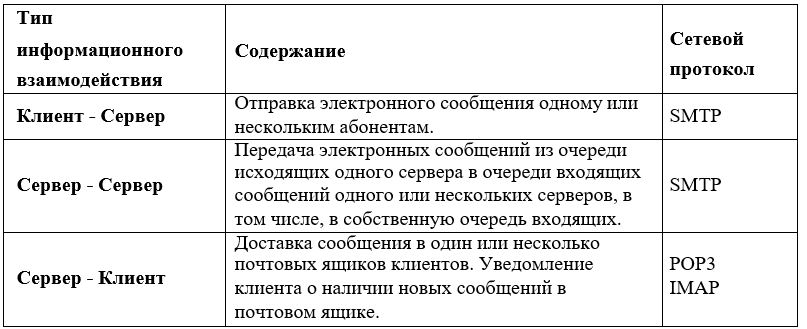 Тип
информационного
взаимодействия
Содержание
Сетевой
протокол
Клиент - Сервер
Отправка электронного сообщения одному или
нескольким абонентам.
SMTP
Сервер - Сервер
Передача электронных сообщений из очереди
исходящих одного сервера в очереди входящих
сообщений одного или нескольких серверов, в
том числе, в собственную очередь входящих.
SMTP
Сервер - Клиент
Доставка сообщения в один или несколько
почтовых ящиков клиентов. Уведомление
клиента о наличии новых сообщений в
почтовом ящике.
POP3
IMAP